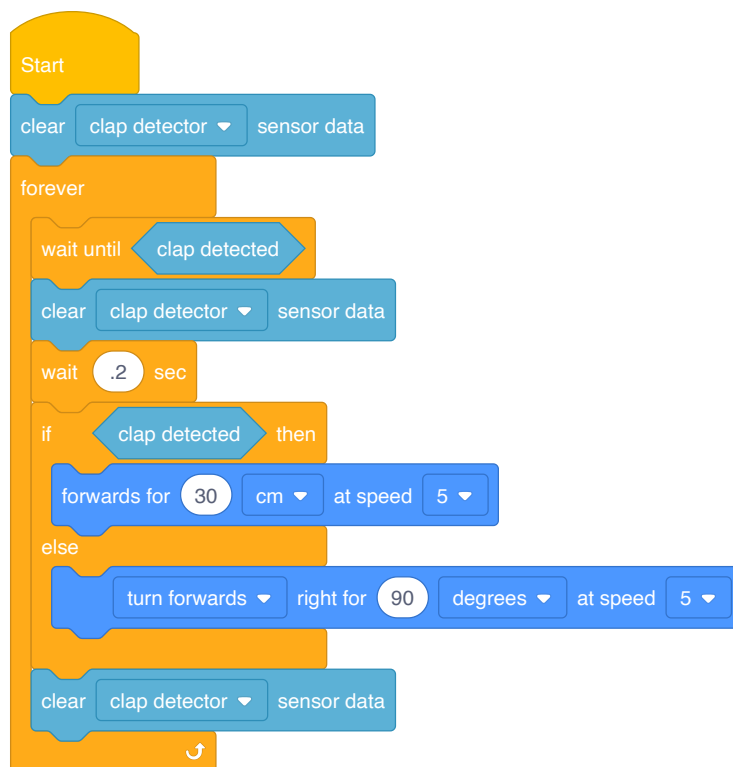 Start
clear clap detector sensor data
forever
wait until clap detected
clear clap detector sensor data
wait .2 sec
if clap detected then
forwards for 30 cm at speed 5
else
turn forwards right for 90 degrees at speed 5
clear clap detector sensor data